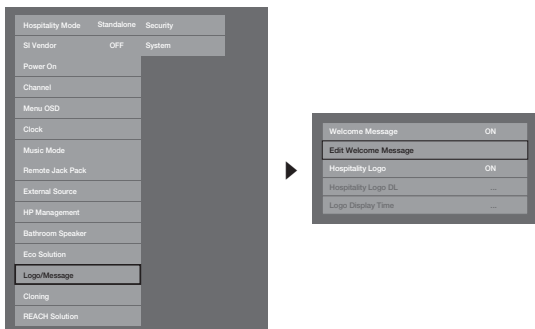 Hospitality Mode Standalone Security
SI Vendor OFF System
Power On
Channel
Menu OSD
Clock
Music Mode
Remote Jack Pack
External Source
HP Management
Bathroom Speaker
Eco Solution
Logo/Message
Cloning
REACH Solution
Welcome Message ON
Edit Welcome Message
Hospitality Logo ON
Hospitality Logo DL ...
Logo Display Time ...